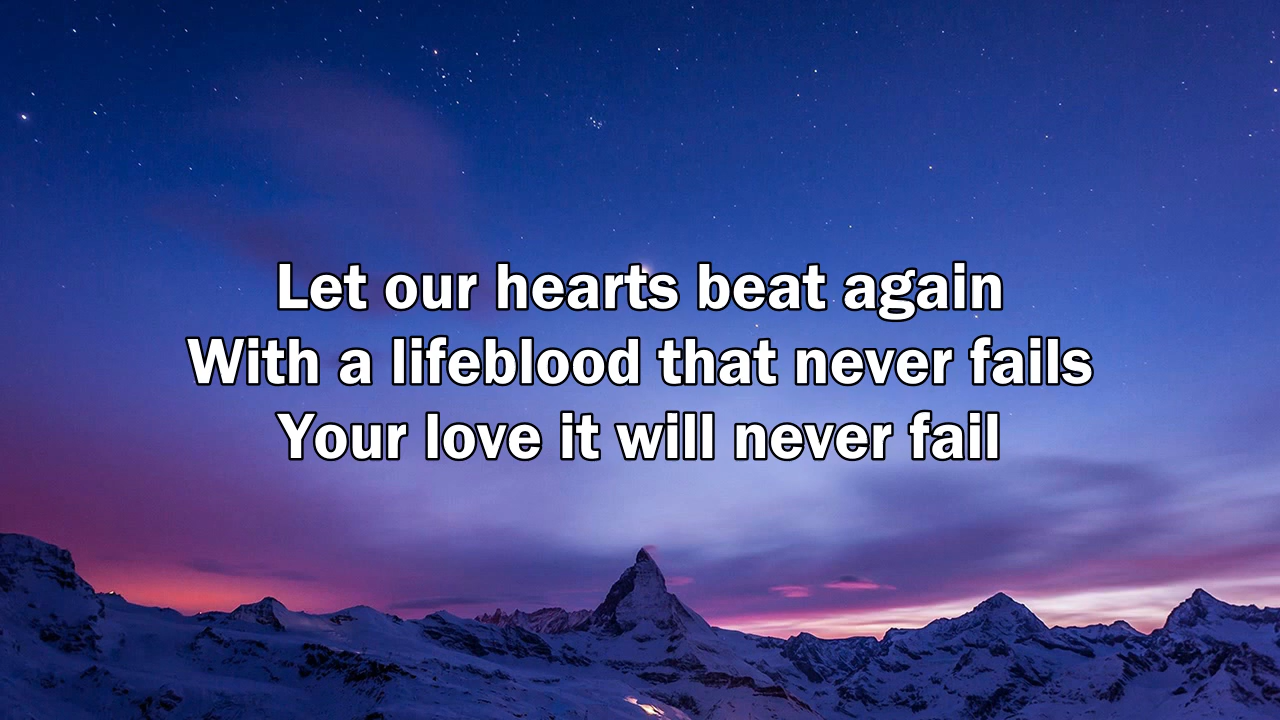 Let our hearts beat again
With a lifeblood that never fails
Your love it will never fail